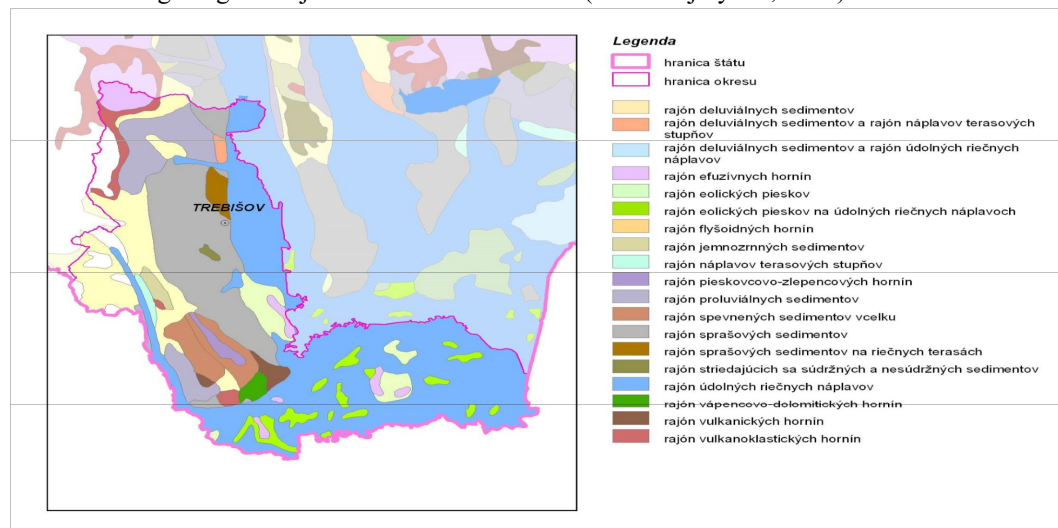 TREBIŠOV
Legenda
hranica štátu
hranica okresu
rajón deluviálnych sedimentov
rajón deluviálnych sedimentov a rajón náplavov terasových
stupňov
rajón deluviálnych sedimentov a rajón údolných riečnych
náplavov
rajón efuzívnych hornín
rajón eolických pieskov
rajón eolických pieskov na údolných riečnych náplavoch
rajón flyšoidných hornín
rajón jemnozrnných sedimentov
rajón náplavov terasových stupňov
rajón pieskovcovo-zlepencových hornín
rajón proluviálnych sedimentov
rajón spevnených sedimentov vcelku
rajón sprašových sedimentov
rajón sprašových sedimentov na riečnych terasách
rajón striedajúcich sa súdržných a nesúdržných sedimentov
rajón údolných riečnych náplavov
rajón vápencovo-dolomitických hornín
rajón vulkanických hornín
rajón vulkanoklastických hornín